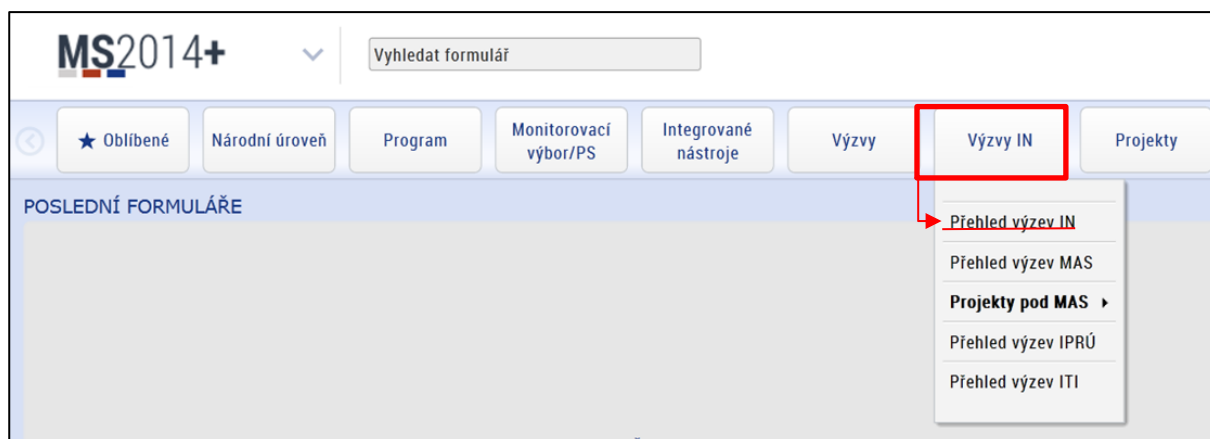 MS2014+
Vyhledat formulář
★ Oblíbené
Národní úroveň
Program
Monitorovací
výbor/PS
Integrované
nástroje
Výzvy
Výzvy IN
Projekty
POSLEDNÍ FORMULÁŘE
Přehled výzev IN
Přehled výzev MAS
Projekty pod MAS
Přehled výzev IPRÚ
Přehled výzev ITI